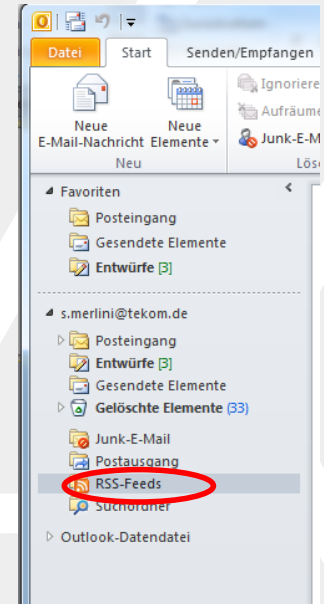 Datei Start Senden/Empfangen
Neue E-Mail-Nachricht
Neue Elemente
Ignoriere
Aufräume
Junk-E-M
Neu Lös
Favoriten
Posteingang
Gesendete Elemente
Entwürfe [3]
s.merlini@tekom.de
Posteingang
Entwürfe [3]
Gesendete Elemente
Gelöschte Elemente (33)
Junk-E-Mail
Postausgang
RSS-Feeds
Suchordner
Outlook-Datendatei